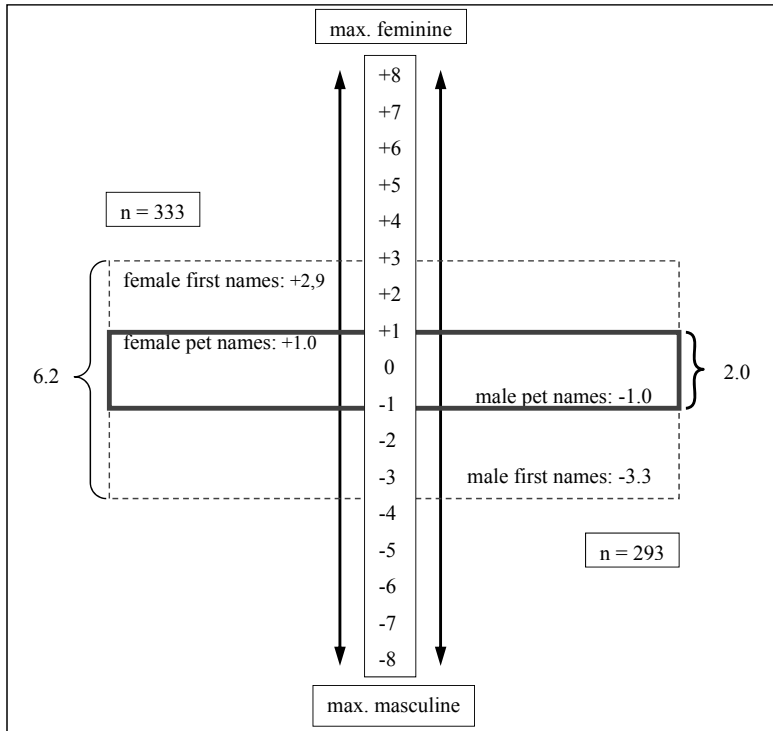 max. feminine
+8
+7
+6
+5
n = 333
+4
+3
female first names: +2,9
+2
+1
female pet names: +1.0
6.2
0
2.0
-1
male pet names: -1.0
-2
-3
male first names: -3.3
-4
-5
n = 293
-6
-7
-8
max. masculine